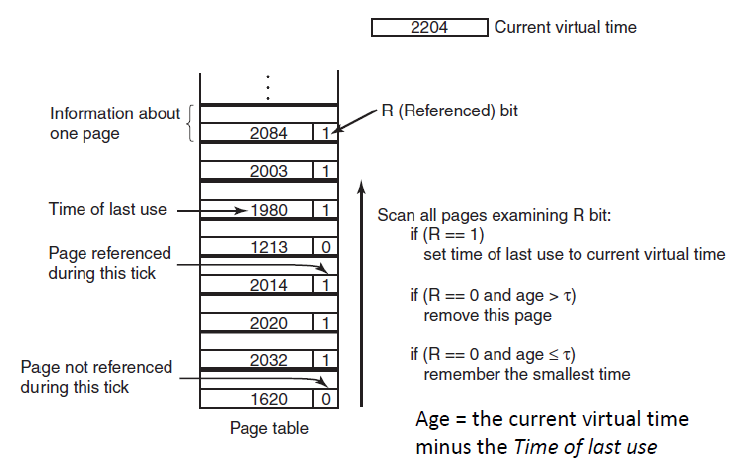 2204 Current virtual time
Information about
one page
R (Referenced) bit
2084 1
2003 1
Time of last use
1980 1
1213 0
Page referenced
during this tick
2014 1
2020 1
2032 1
Page not referenced
during this tick
1620 0
Page table
Scan all pages examining R bit:
if (R == 1)
set time of last use to current virtual time
if (R == 0 and age > τ)
remove this page
if (R == 0 and age ≤ τ)
remember the smallest time
Age = the current virtual time
minus the Time of last use